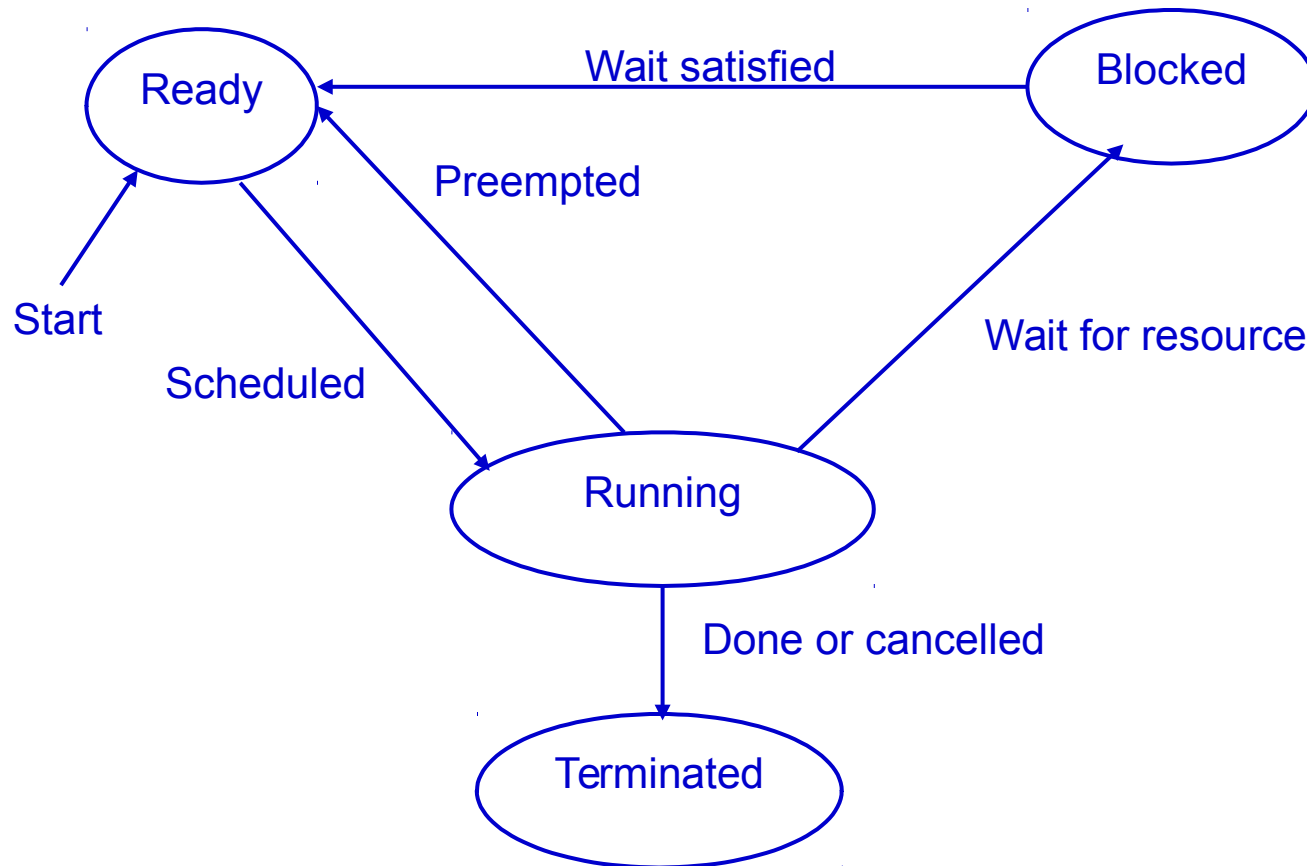 Wait satisfied
Blocked
Ready
Preempted
Start
Wait for resource
Scheduled
Running
Done or cancelled
Terminated